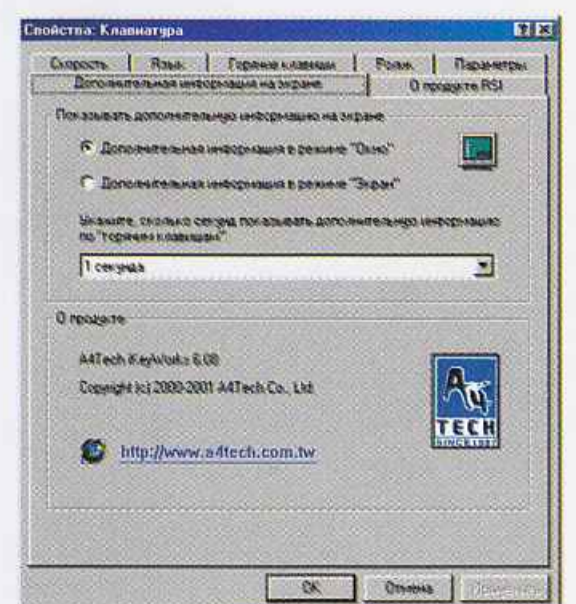 Свойства: Клавиатура
Скорость Язык Горячие клавиши Ролик Параметры
Дополнительная информация на экране О продукте RSI
Показывать дополнительную информацию на экране
Дополнительная информация в режиме "Окно"
Дополнительная информация в режиме "Экран"
Укажите, сколько секунд показывать дополнительную информацию
по "горячим клавишам"
1 секунда
О продукте
A4Tech iKeyWorks 6.08
Copyright (c) 2000-2001 A4Tech Co., Ltd.
A4
TECH
SINCE 1987
http://www.a4tech.com.tw
OK Отмена Применить